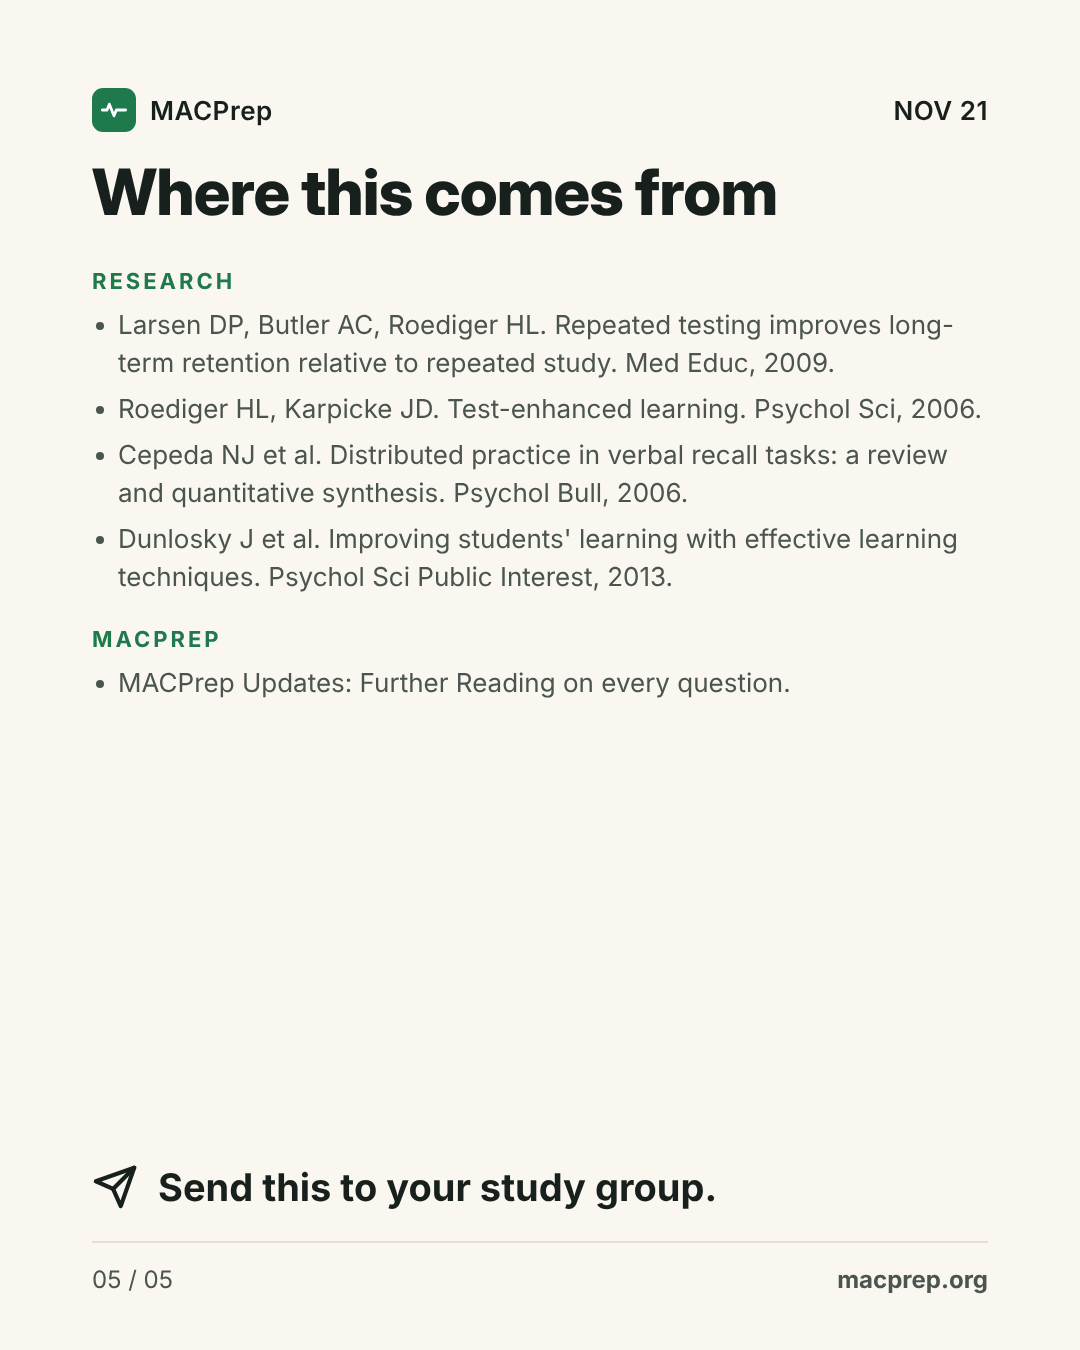 MACPrep
NOV 21
Where this comes from
RESEARCH
• Larsen DP, Butler AC, Roediger HL. Repeated testing improves long-
term retention relative to repeated study. Med Educ, 2009.
• Roediger HL, Karpicke JD. Test-enhanced learning. Psychol Sci, 2006.
• Cepeda NJ et al. Distributed practice in verbal recall tasks: a review
and quantitative synthesis. Psychol Bull, 2006.
• Dunlosky J et al. Improving students' learning with effective learning
techniques. Psychol Sci Public Interest, 2013.
MACPREP
• MACPrep Updates: Further Reading on every question.
Send this to your study group.
05 / 05
macprep.org